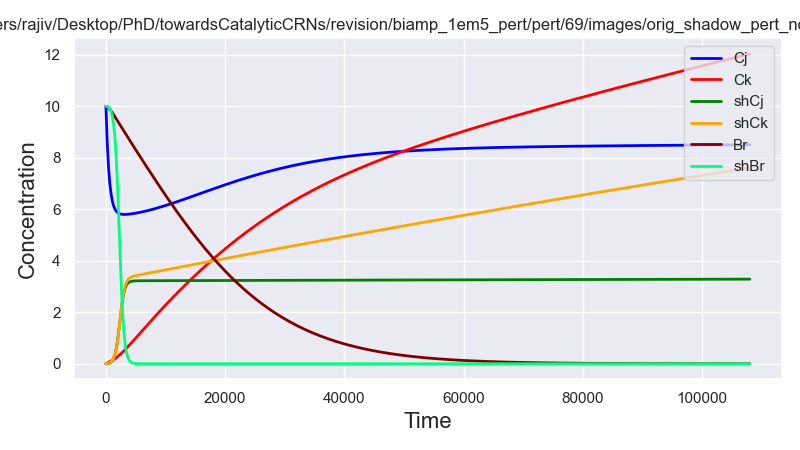 ers/rajiv/Desktop/PhD/towardsCatalyticCRNs/revision/biamp_1em5_pert/pert/69/images/orig_shadow_pert_no
12
10
8
6
4
2
0
Concentration
Cj
Ck
shCj
shCk
Br
shBr
0
20000
40000
60000
80000
100000
Time